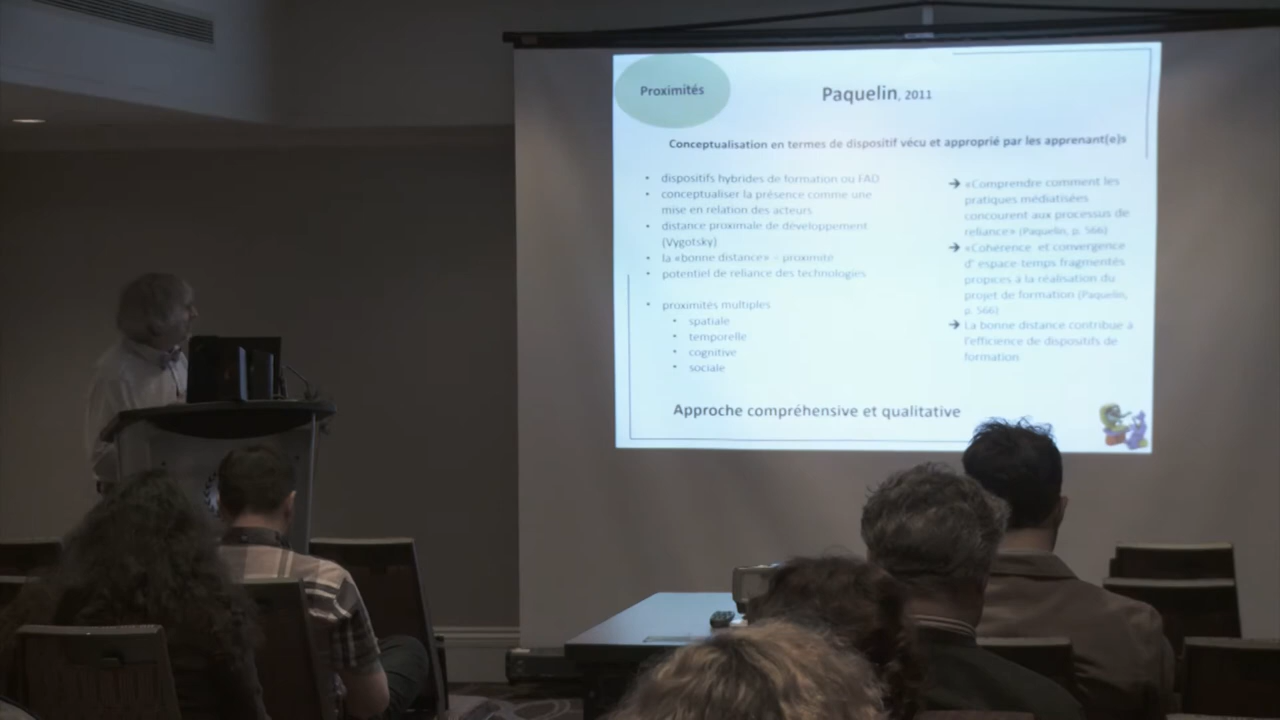 Proximités
Paquelin, 2011
Conceptualisation en termes de dispositif vécu et approprié par les apprenant(e)s
• dispositifs hybrides de formation ou FAD
• conceptualiser la présence comme une
mise en relation des acteurs
• distance proximale de développement
(Vygotsky)
• la «bonne distance» – proximité
• potentiel de reliance des technologies
• proximités multiples
• spatiale
• temporelle
• cognitive
• sociale
➔ «Comprendre comment les
pratiques médiatisées
concourent aux processus de
reliance» (Paquelin, p. 566)
➔ «Cohérence et convergence
d' espace-temps fragmentés
propices à la réalisation du
projet de formation (Paquelin,
p. 566)
➔ La bonne distance contribue à
l'efficience de dispositifs de
formation
Approche compréhensive et qualitative